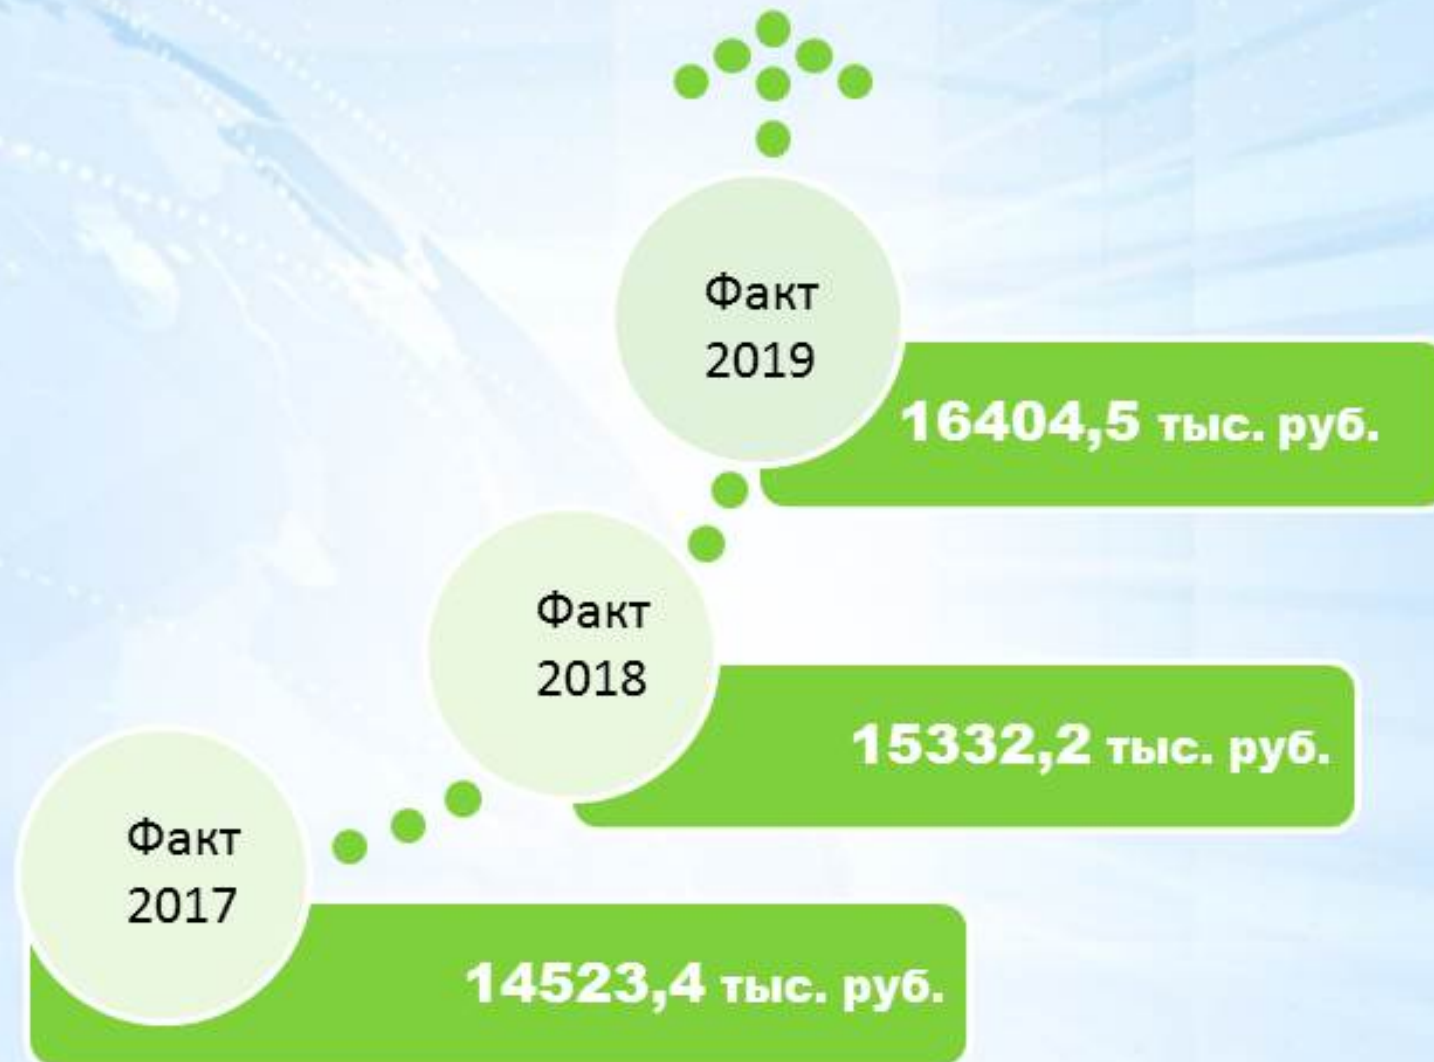 Факт
2019
16404,5 тыс. руб.
Факт
2018
15332,2 тыс. руб.
Факт
2017
14523,4 тыс. руб.